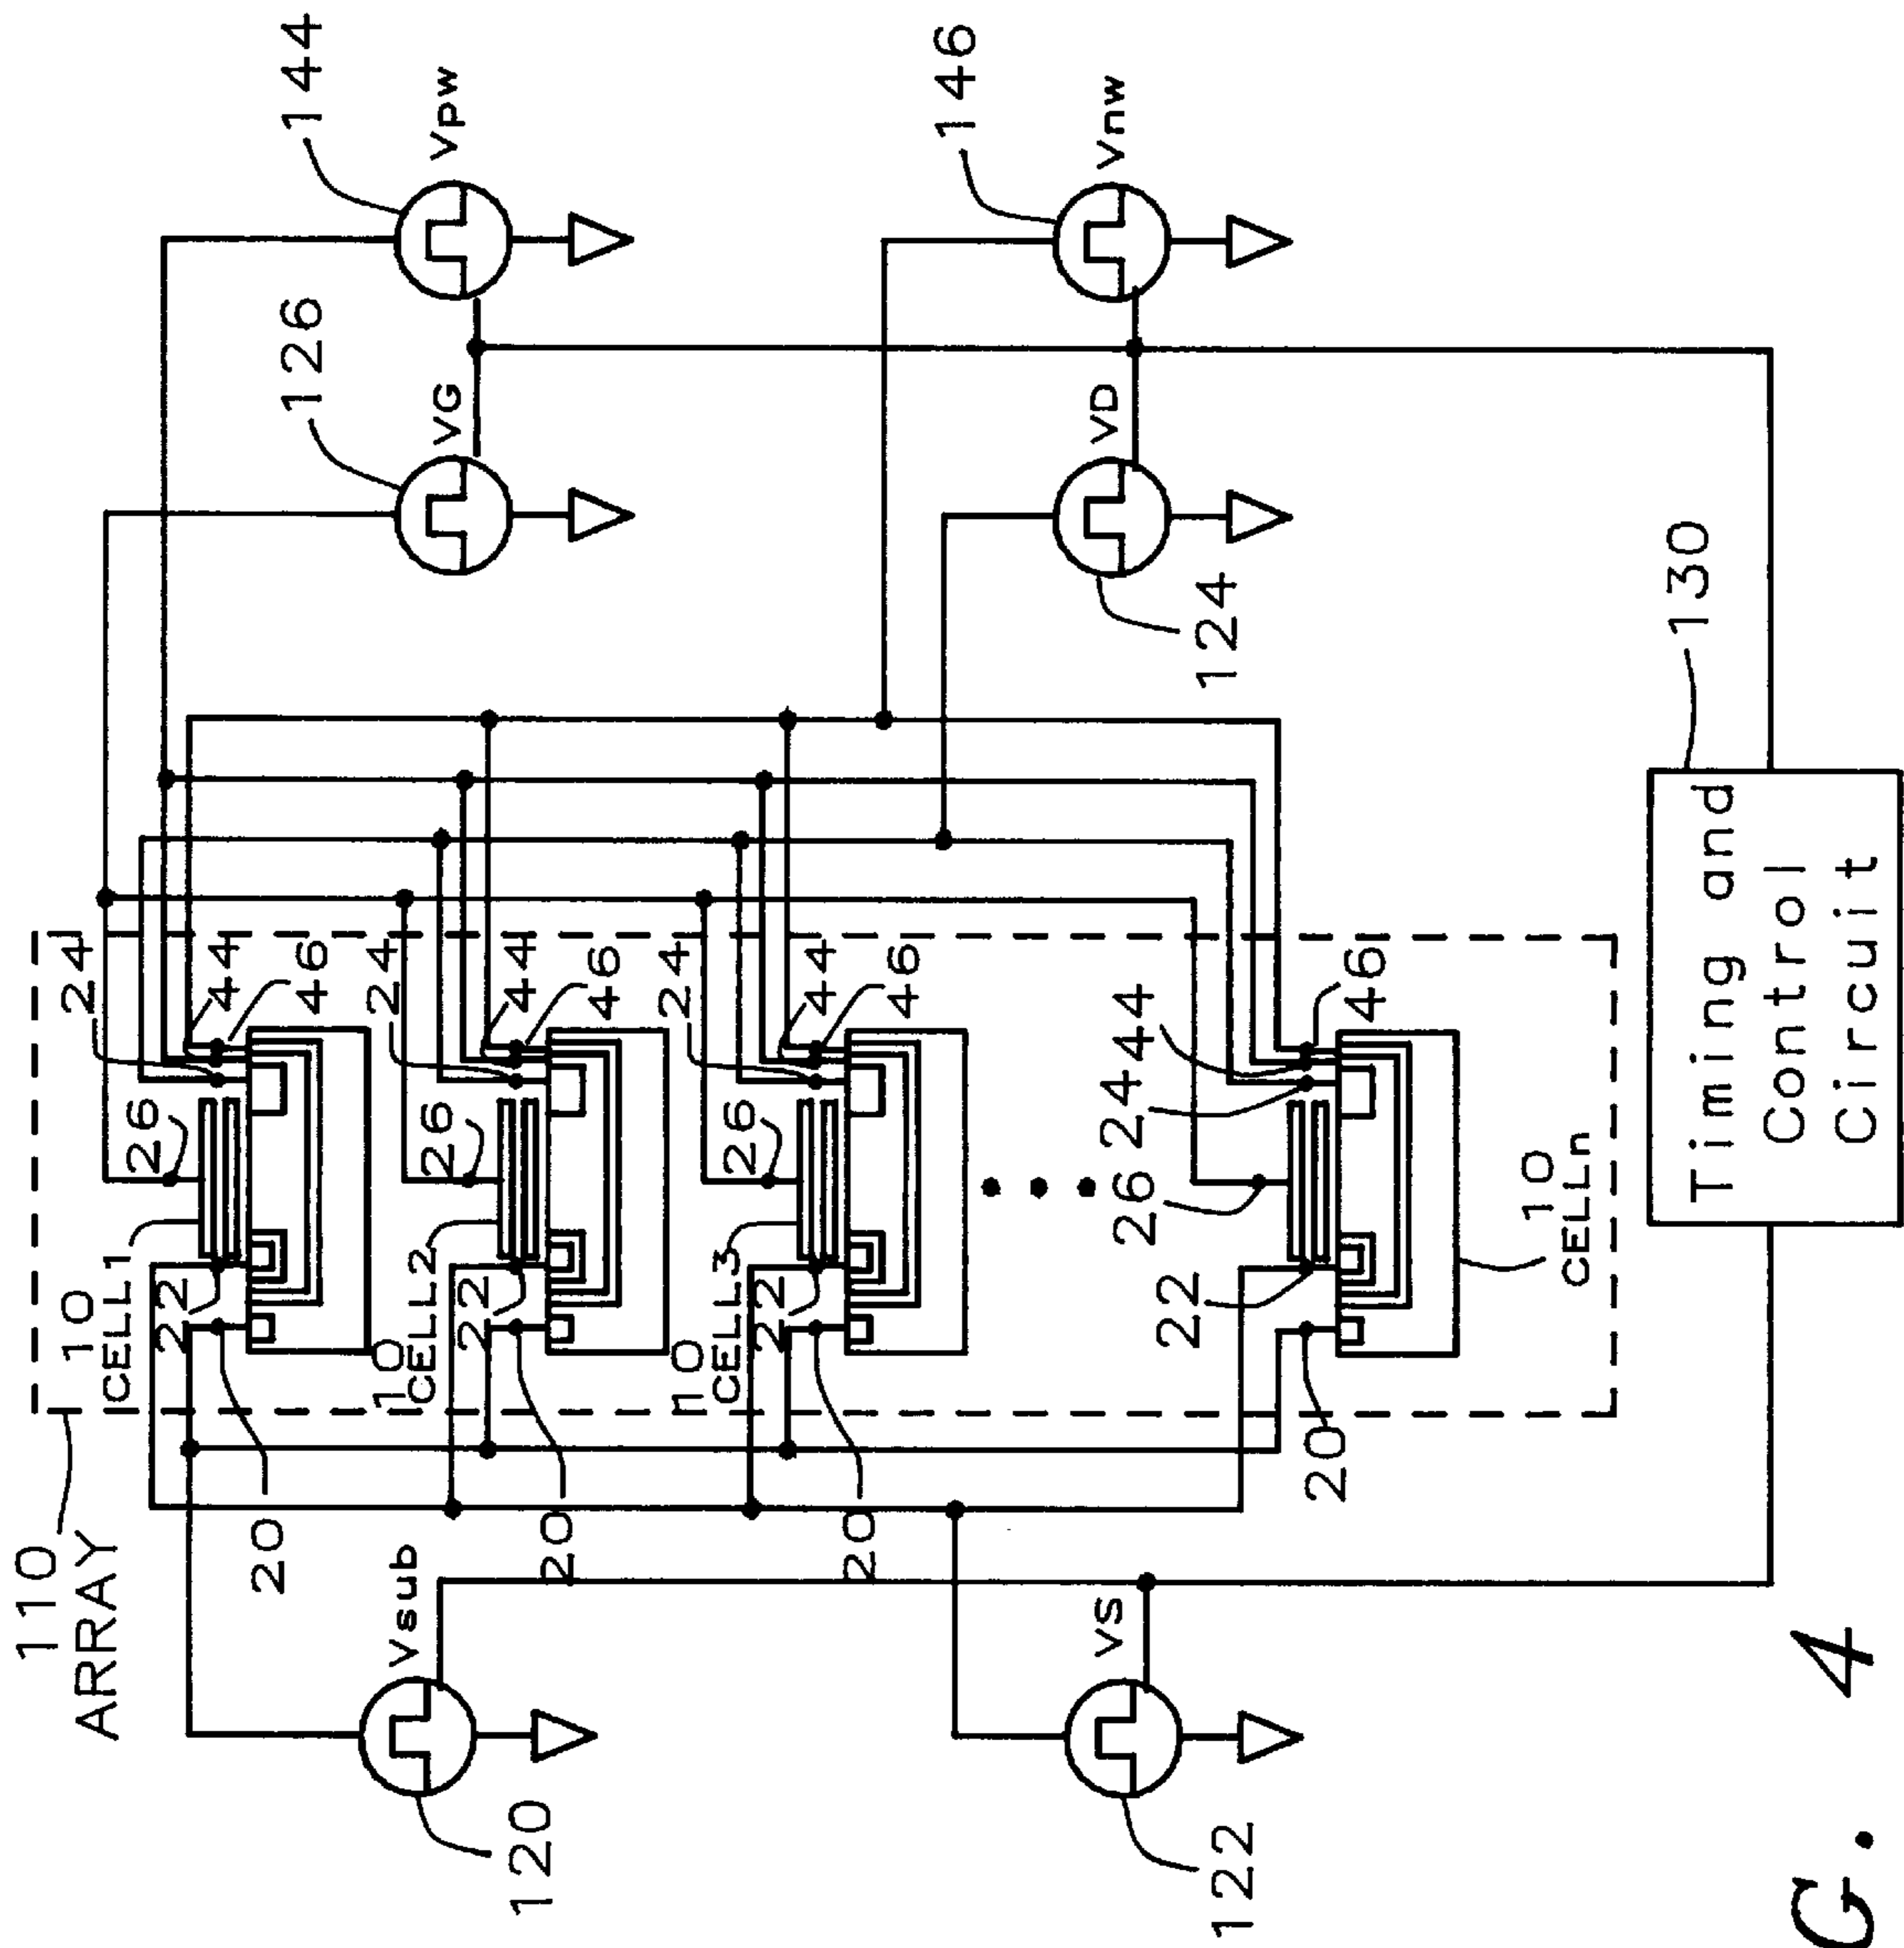 110
ARRAY
10
CELL1
26
24
44
46
22
20
144
Vpw
126
VG
Vsub
120
10
CELL2
26
24
44
46
22
20
10
CELL3
26
24
44
46
22
20
146
Vnw
VD
124
VS
122
26
24
44
22
46
20
10
CELLn
130
Timing and
Control
Circuit
G. 4